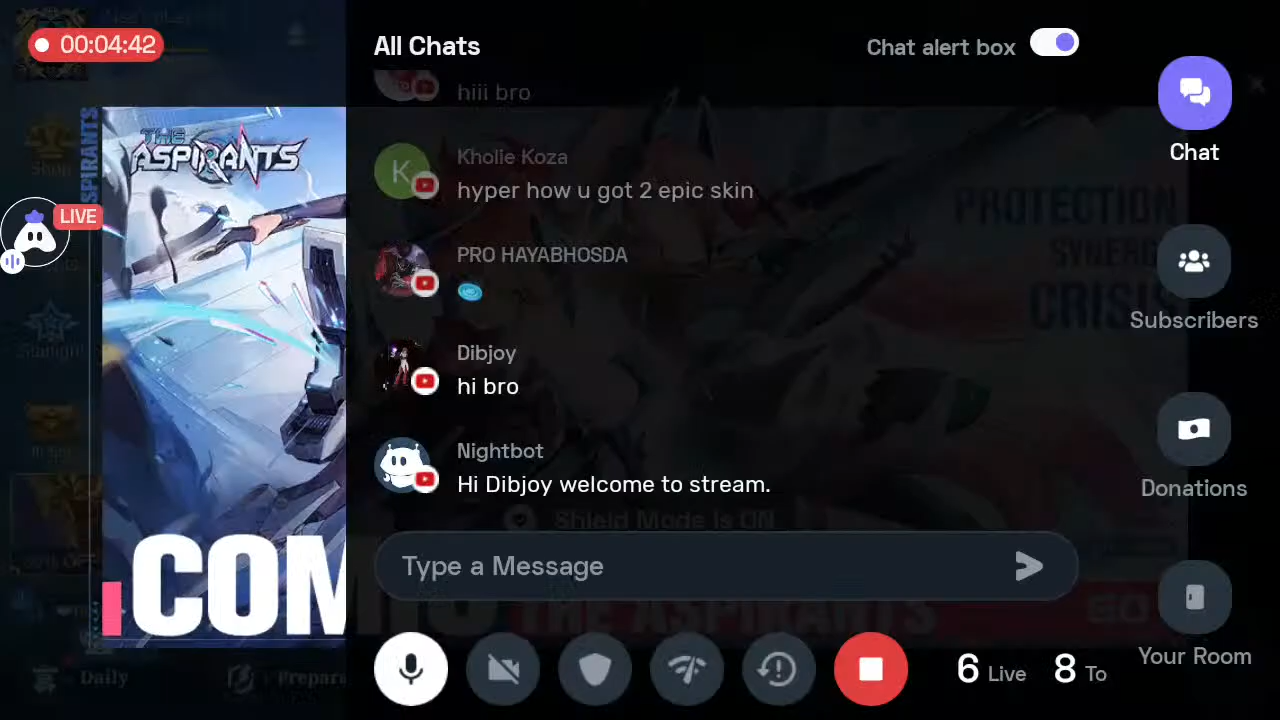 00:04:42
All Chats
Chat alert box
hiii bro
Chat
THE
ASPIRANTS
Kholie Koza
hyper how u got 2 epic skin
PROTECTION
LIVE
PRO HAYABHOSDA
CRISIS
Subscribers
Dibjoy
hi bro
Nightbot
Hi Dibjoy welcome to stream.
Donations
Shield Mode is ON
Type a Message
COM
THE ASPIRANTS
Your Room
6 Live 8 To
Daily
Prepara